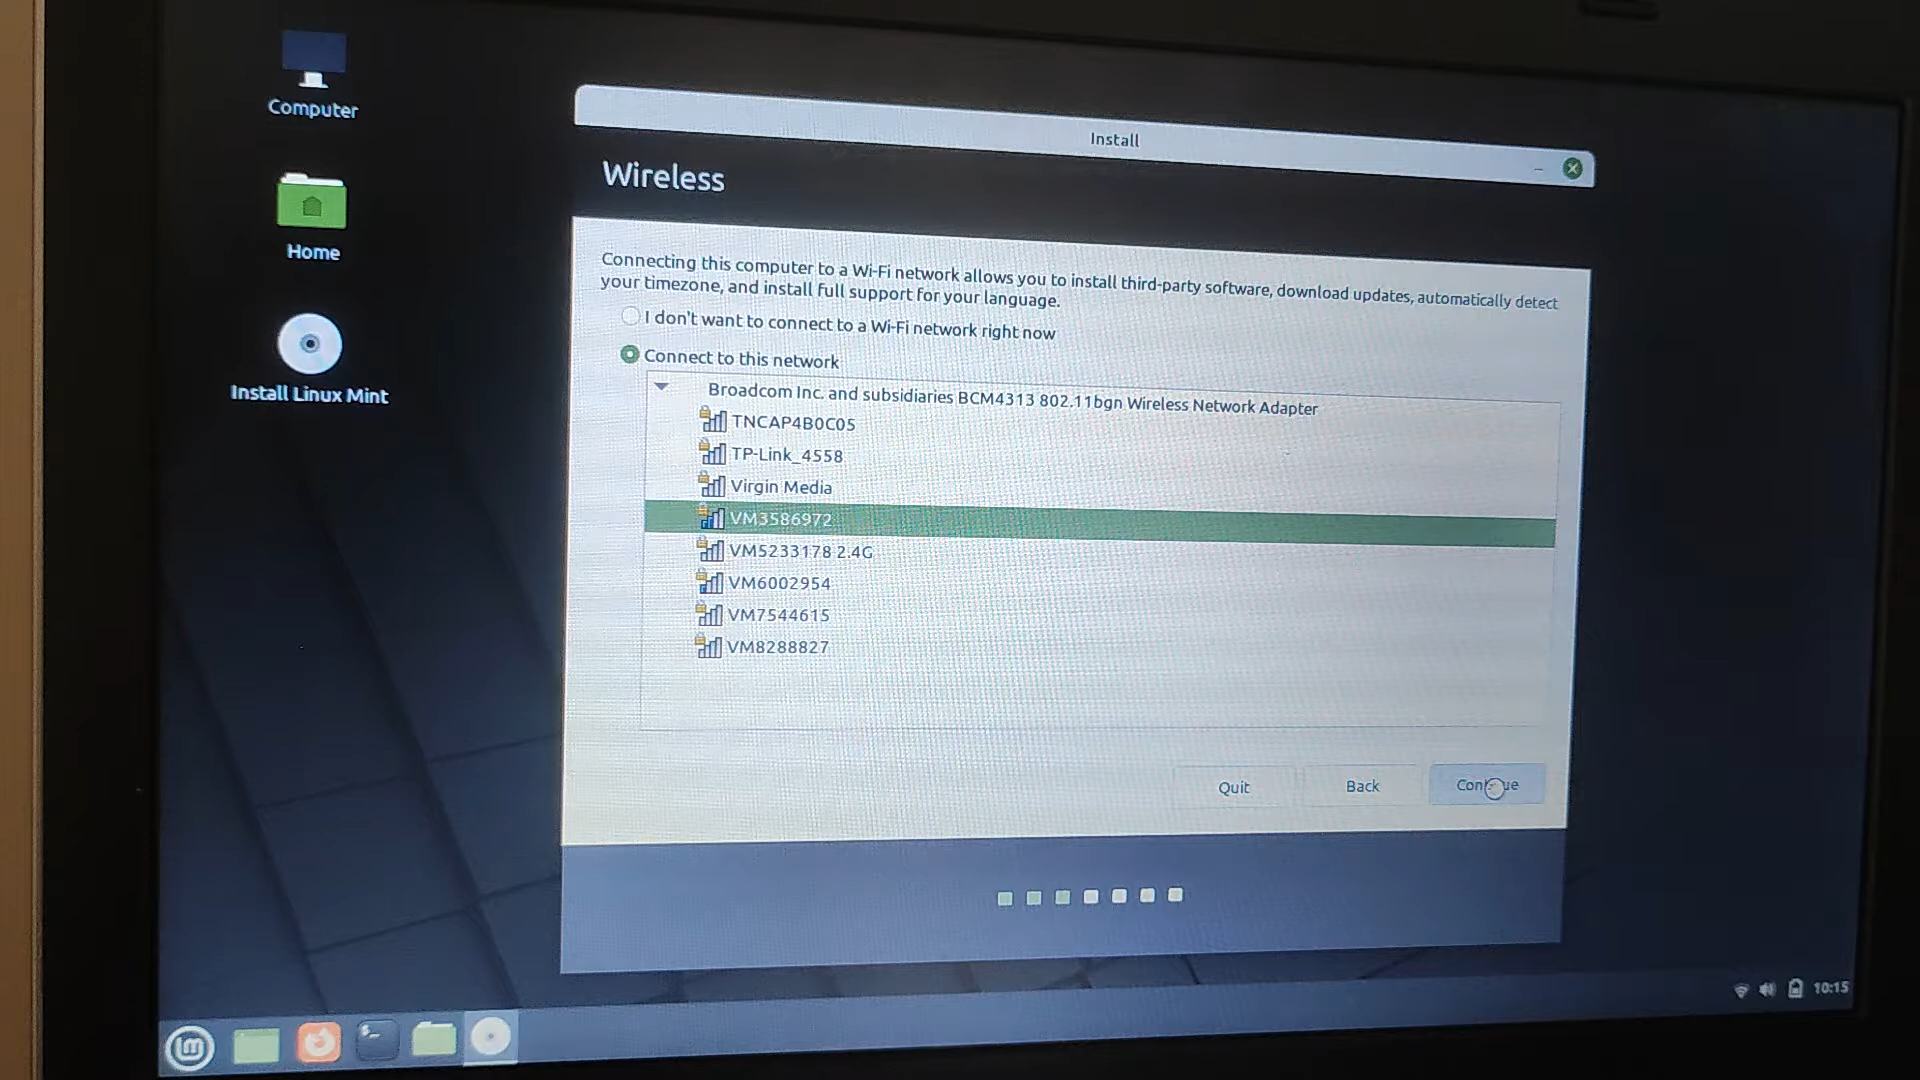 Computer
Home
Install Linux Mint
Install
Wireless
Connecting this computer to a Wi-Fi network allows you to install third-party software, download updates, automatically detect
your timezone, and install full support for your language.
I don't want to connect to a Wi-Fi network right now
Connect to this network
Broadcom Inc. and subsidiaries BCM4313 802.11bgn Wireless Network Adapter
TNCAP4B0C05
TP-Link_4558
Virgin Media
VM3586972
VM5233178 2.4G
VM6002954
VM7544615
VM8288827
Quit
Back
Continue
10:15